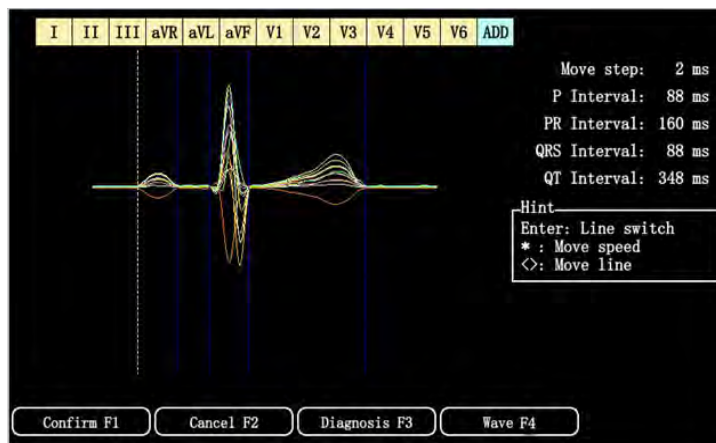 I II III aVR aVL aVF V1 V2 V3 V4 V5 V6 ADD
Move step: 2 ms
P Interval: 88 ms
PR Interval: 160 ms
QRS Interval: 88 ms
QT Interval: 348 ms
Hint
Enter: Line switch
* : Move speed
<>: Move line
Confirm F1 Cancel F2 Diagnosis F3 Wave F4